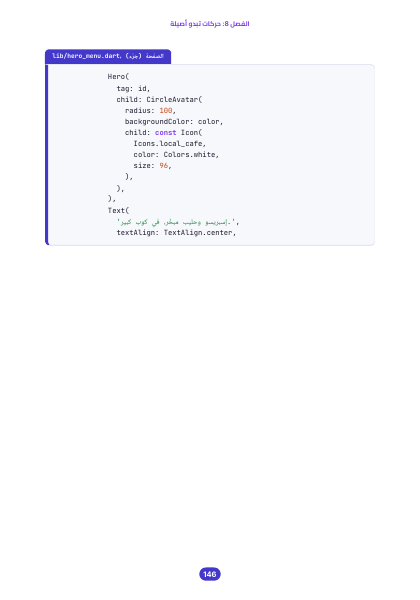 الفصل 8: حركات تبدو أصيلة
lib/hero_menu.dart، الصفحة (جزء)
Hero(
tag: id,
child: CircleAvatar(
radius: 100,
backgroundColor: color,
child: const Icon(
Icons.local_cafe,
color: Colors.white,
size: 96,
),
),
),
Text(
'إسبريسو وحليب مبخّر، في كوب كبير.',
textAlign: TextAlign.center,
146